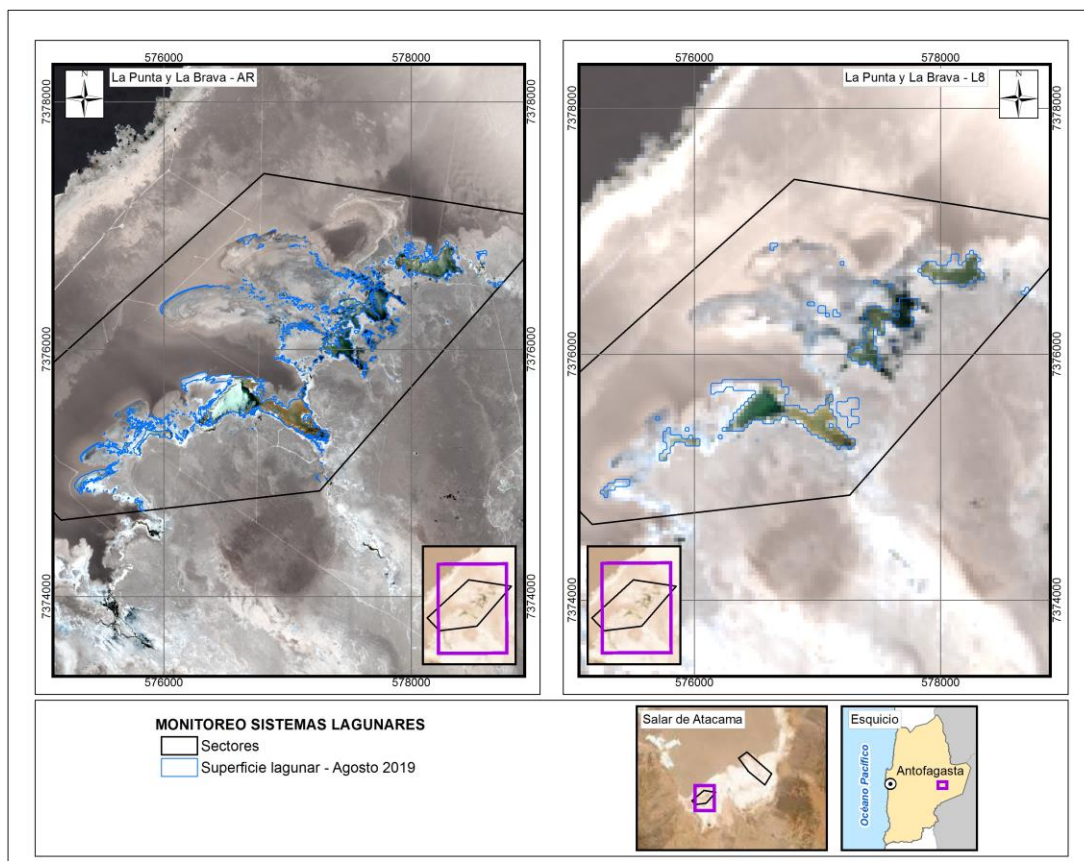 576000
578000
La Punta y La Brava - AR
N
7378000
7378000
7376000
7376000
7374000
7374000
576000
578000
576000
578000
La Punta y La Brava - L8
N
7378000
7378000
7376000
7376000
7374000
7374000
576000
578000
MONITOREO SISTEMAS LAGUNARES
Sectores
Superficie lagunar - Agosto 2019
Salar de Atacama
Esquicio
Océano Pacífico
Antofagasta